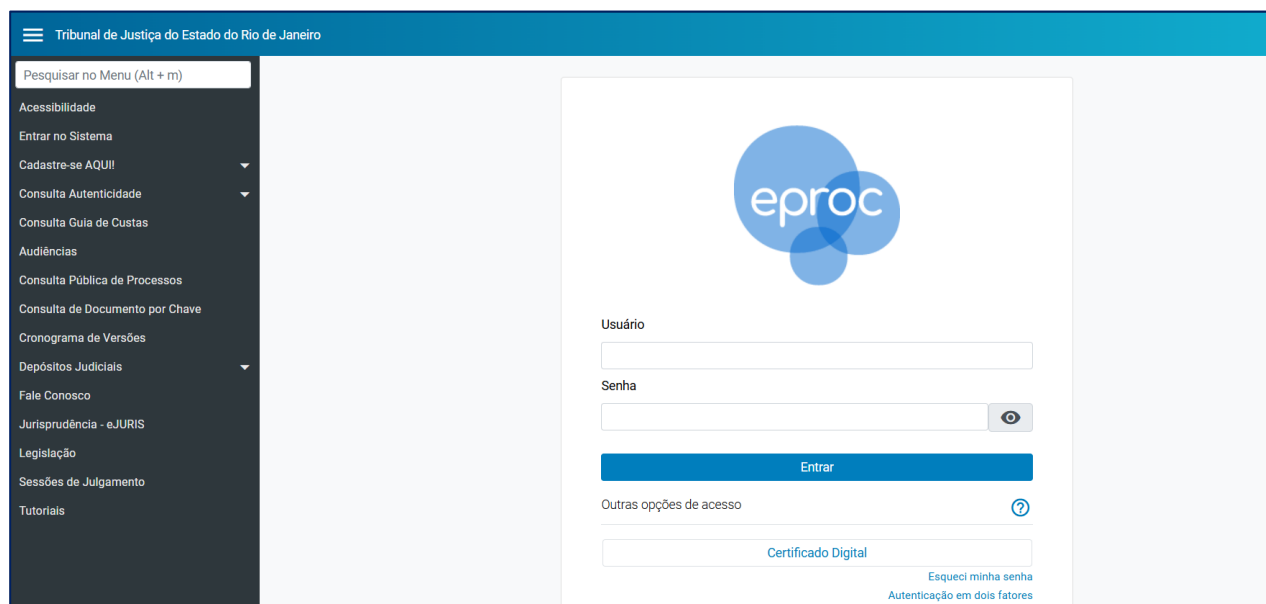 Tribunal de Justiça do Estado do Rio de Janeiro
Pesquisar no Menu (Alt + m)
Acessibilidade
Entrar no Sistema
Cadastre-se AQUI!
Consulta Autenticidade
Consulta Guia de Custas
Audiências
Consulta Pública de Processos
Consulta de Documento por Chave
Cronograma de Versões
Depósitos Judiciais
Fale Conosco
Jurisprudência - eJURIS
Legislação
Sessões de Julgamento
Tutoriais
eproc
Usuário
Senha
Entrar
Outras opções de acesso
Certificado Digital
Esqueci minha senha
Autenticação em dois fatores